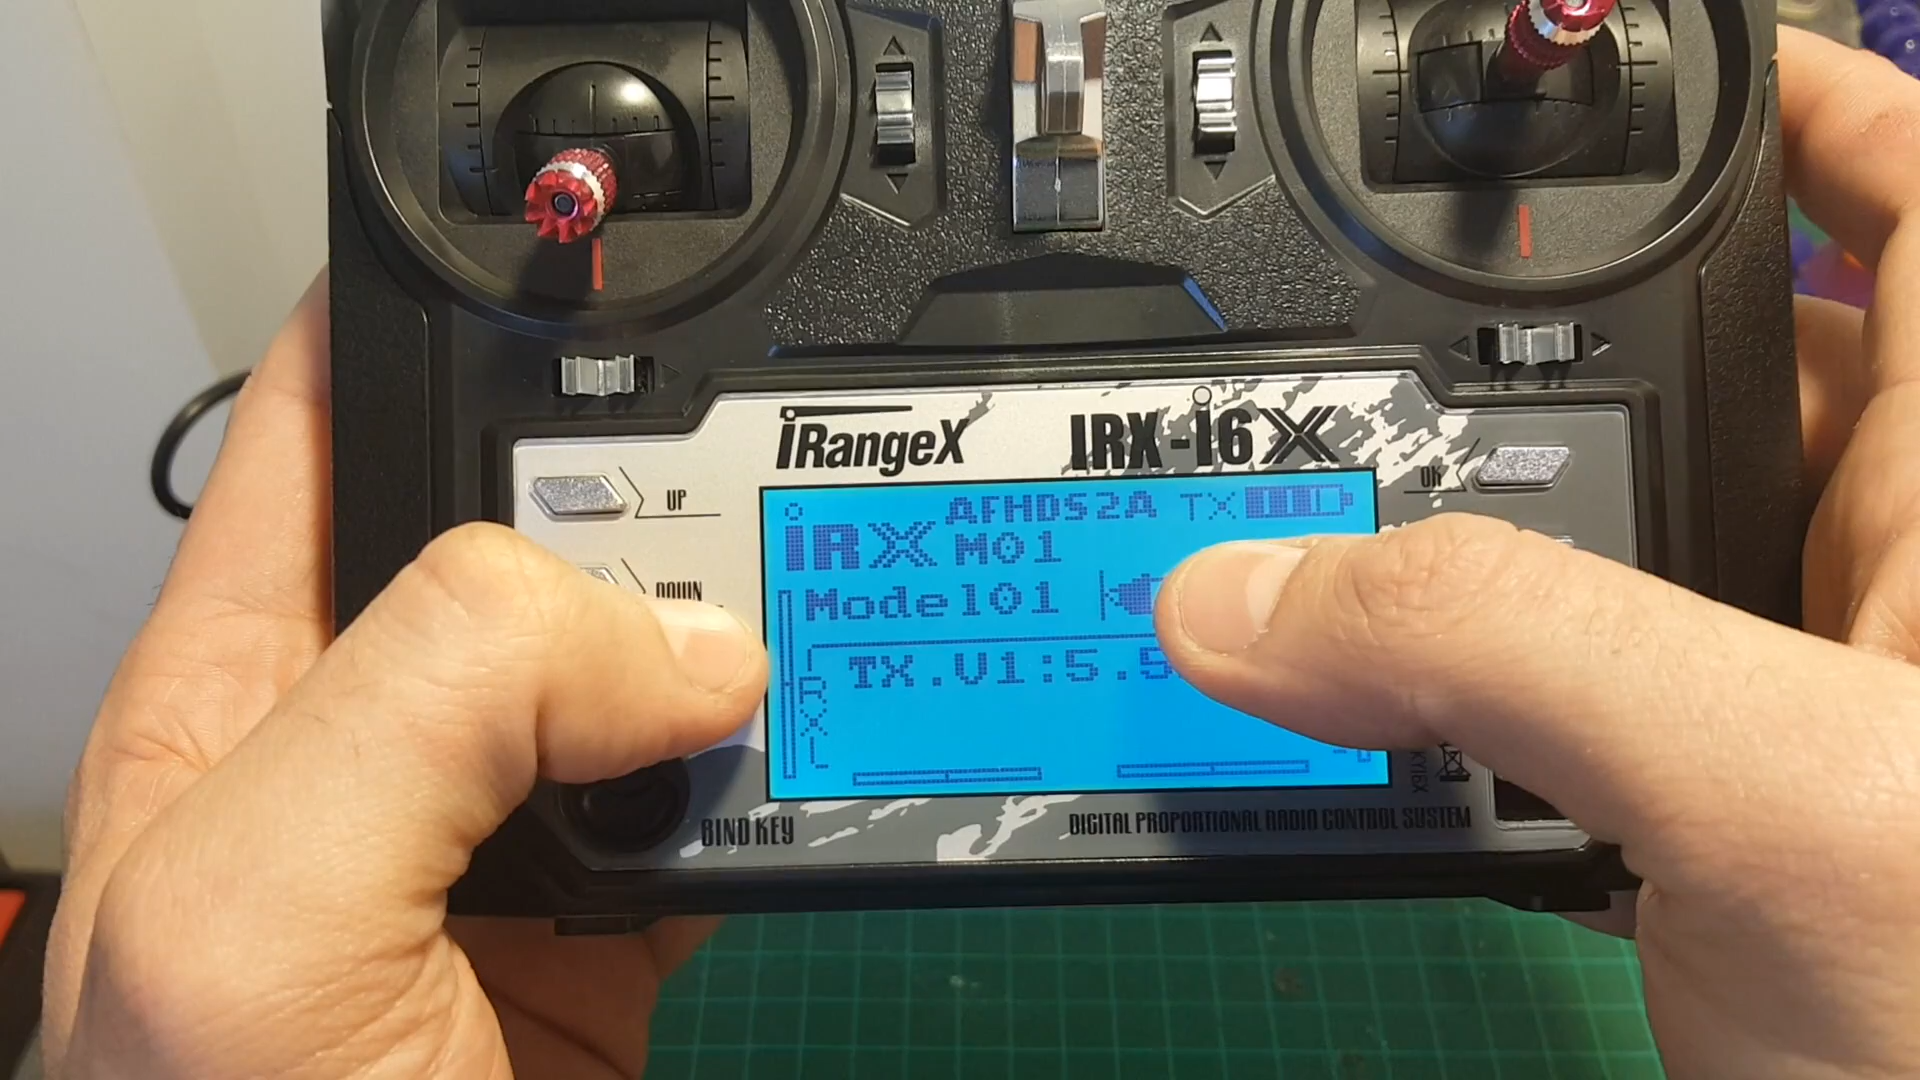 iRangeX IRX-i6X
UP
OK
DOWN
iRX AFHDS2A TX
M01
Model01
TX.V1:5.5
IRXL
BIND KEY
DIGITAL PROPORTIONAL RADIO CONTROL SYSTEM